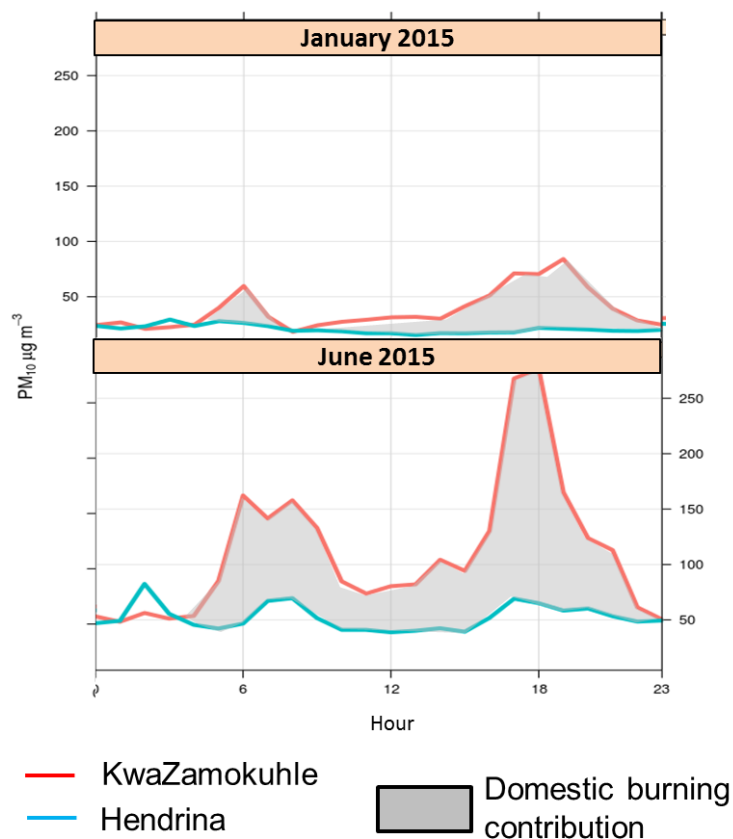 January 2015
250
200
150
100
50
PM10 µg m−3
June 2015
250
200
150
100
50
6
12
18
23
Hour
KwaZamokuhle
Hendrina
Domestic burning
contribution